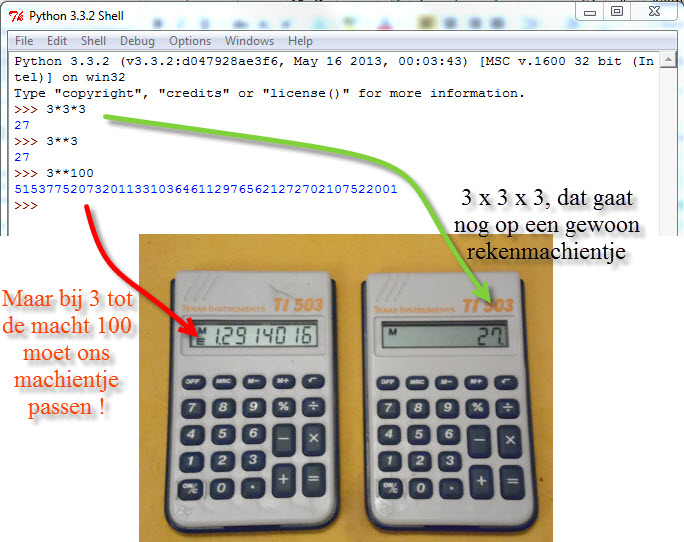 Python 3.3.2 Shell
File Edit Shell Debug Options Windows Help
Python 3.3.2 (v3.3.2:d047928ae3f6, May 16 2013, 00:03:43) [MSC v.1600 32 bit (In
tel)] on win32
Type "copyright", "credits" or "license()" for more information.
>>> 3*3*3
27
>>> 3**3
27
>>> 3**100
515377520732011331036461129765621272702107522001
>>>
3 x 3 x 3, dat gaat
nog op een gewoon
rekenmachientje
Maar bij 3 tot
de macht 100
moet ons
machientje
passen !
TEXAS INSTRUMENTS TI 503
M
E 1.2914016
OFF MRC M− M+ √
7 8 9 % ÷
4 5 6 − ×
1 2 3
ON/C 0 · + =
TEXAS INSTRUMENTS TI 503
M 27.
OFF MRC M− M+ √
7 8 9 % ÷
4 5 6 − ×
1 2 3
ON/C 0 · + =